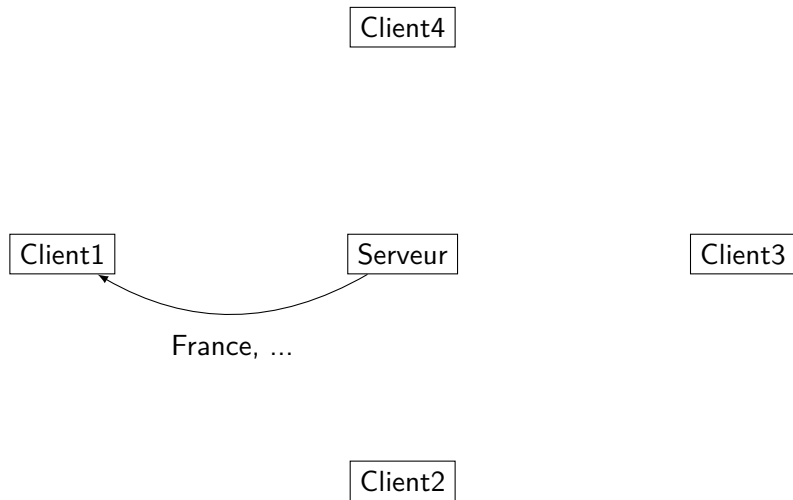 Client4
Client1
Serveur
Client3
France, ...
Client2